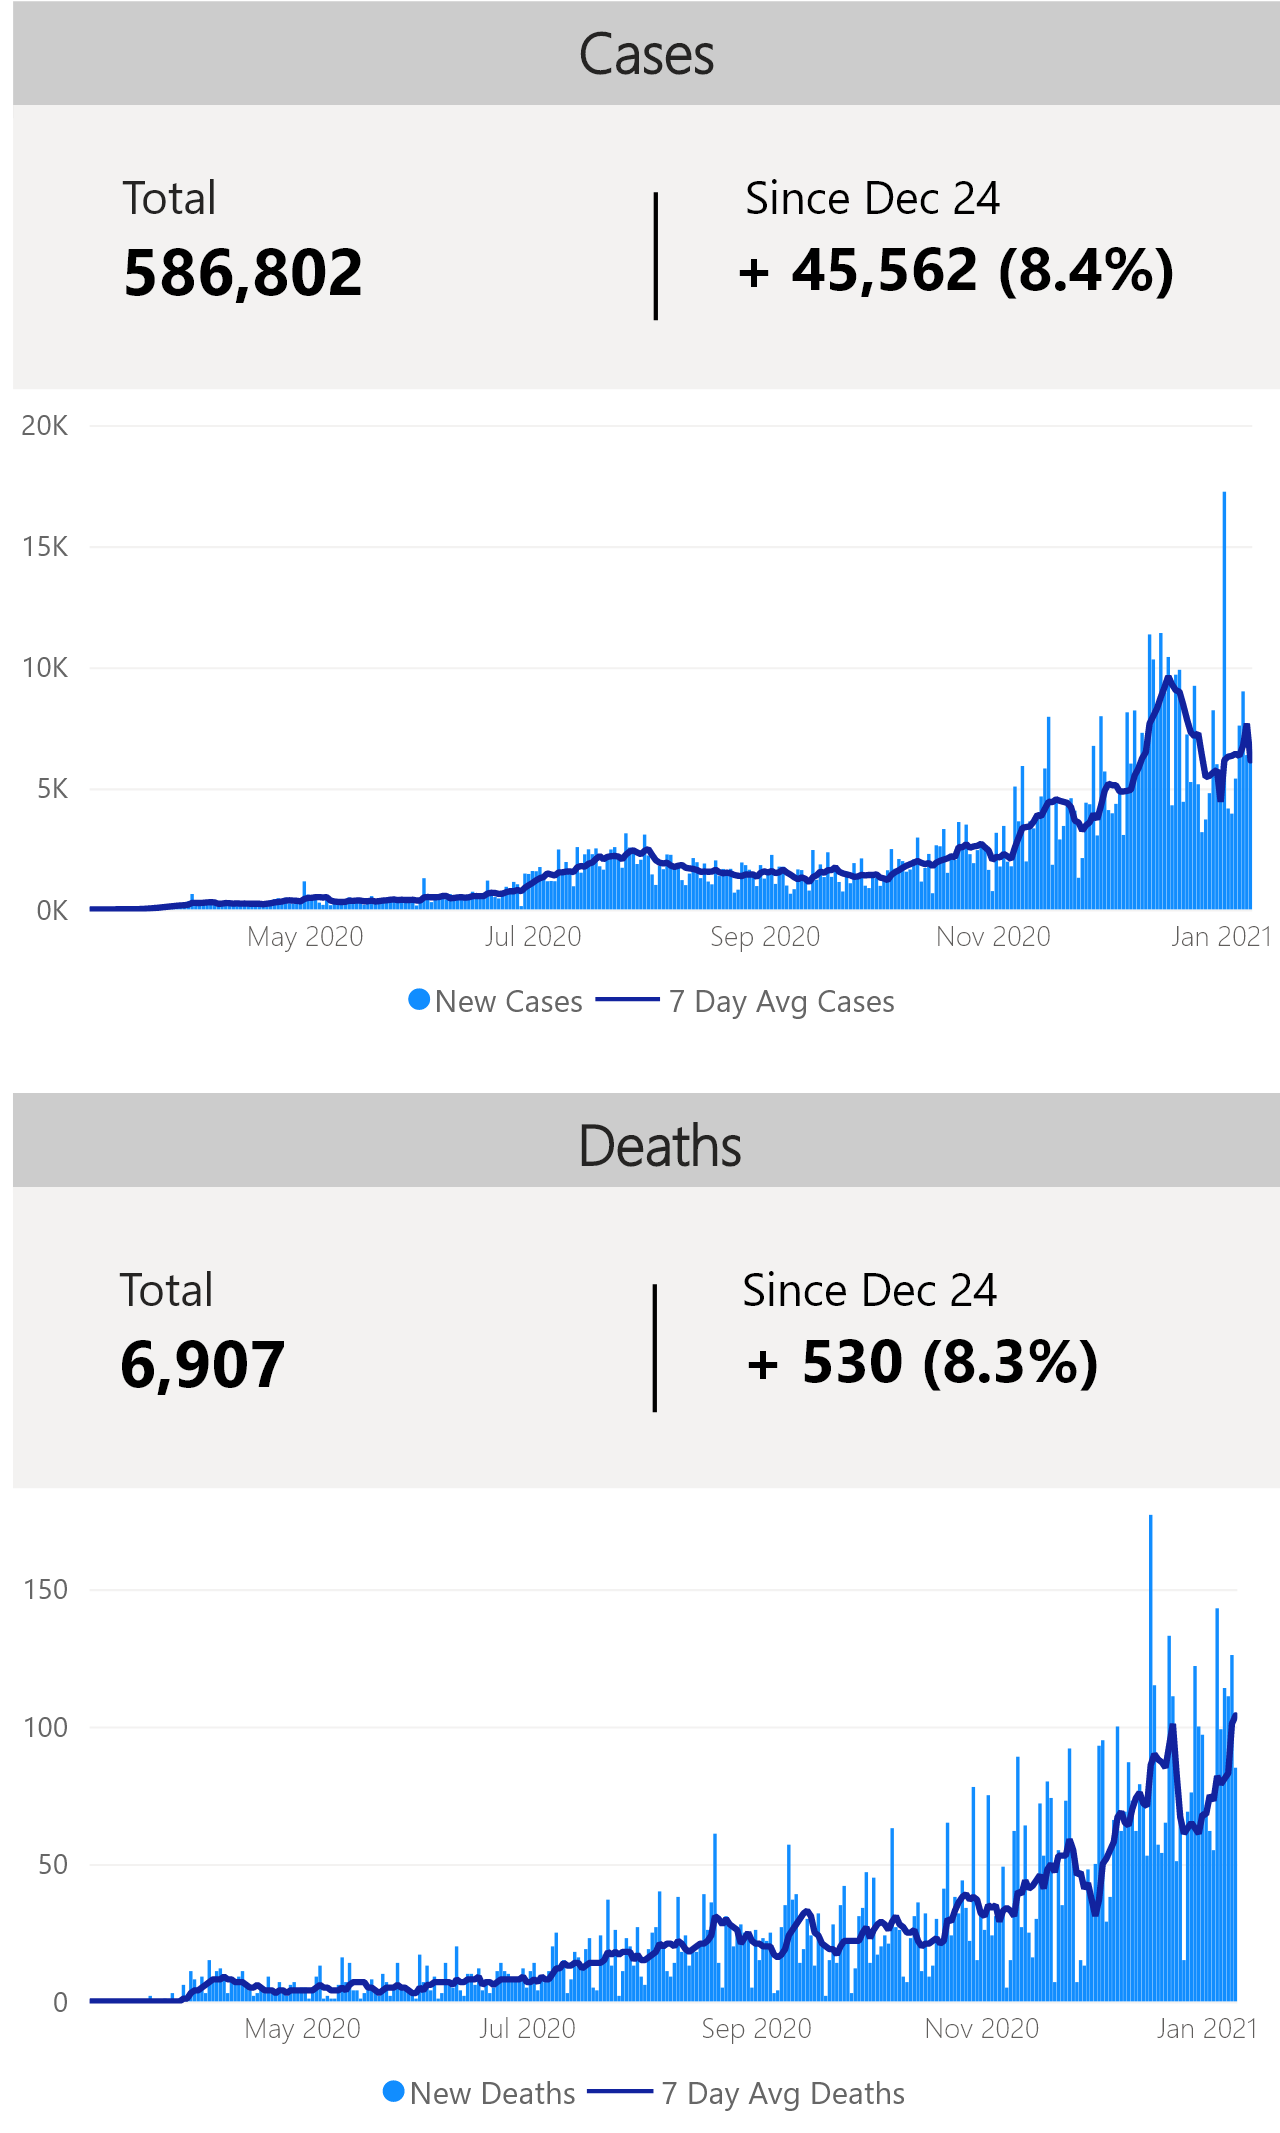 Cases
Total
Since Dec 24
586,802
+ 45,562 (8.4%)
20K
15K
10K
5K
0K
May 2020
Jul 2020
Sep 2020
Nov 2020
Jan 2021
New Cases
7 Day Avg Cases
Deaths
Total
Since Dec 24
6,907
+ 530 (8.3%)
150
100
50
0
May 2020
Jul 2020
Sep 2020
Nov 2020
Jan 2021
New Deaths
7 Day Avg Deaths